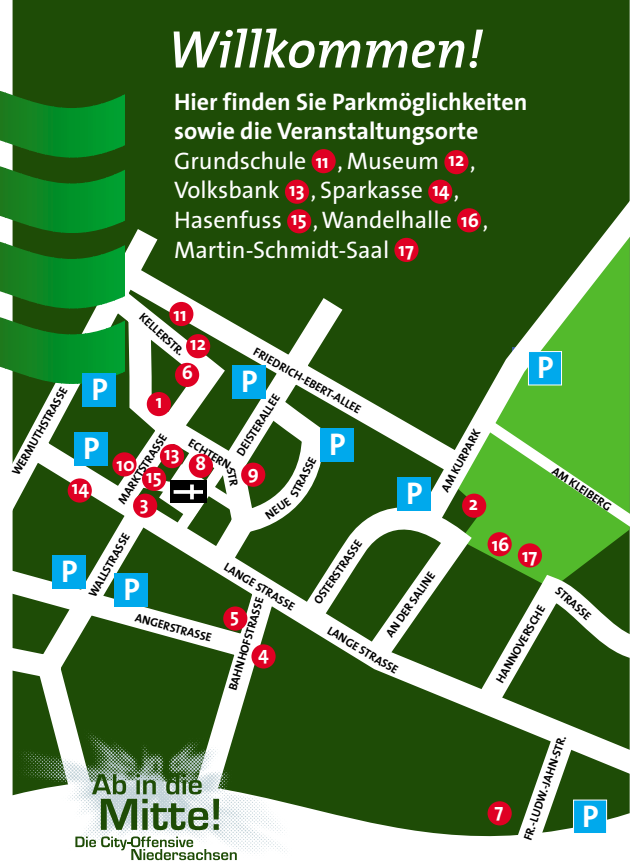 Willkommen!
Hier finden Sie Parkmöglichkeiten
sowie die Veranstaltungsorte
Grundschule 11, Museum 12,
Volksbank 13, Sparkasse 14,
Hasenfuss 15, Wandelhalle 16,
Martin-Schmidt-Saal 17
11
KELLERSTR.
12
FRIEDRICH-EBERT-ALLEE
P
6
P
P
WERMUTHSTRASSE
1
DEISTERALLEE
P
P
MARKTSTRASSE
ECHTERNSTR
AM KURPARK
10
13
8
9
NEUE STRASSE
AM KLEIBERG
14
15
P
3
2
16
17
WALLSTRASSE
OSTERSTRASSE
P
P
LANGE STRASSE
AN DER SALINE
STRASSE
HANNOVERSCHE
ANGERSTRASSE
5
BAHNHOFSTRASSE
LANGE STRASSE
4
FR.-LUDW.-JAHN-STR.
7
P
Ab in die
Mitte!
Die City-Offensive
Niedersachsen